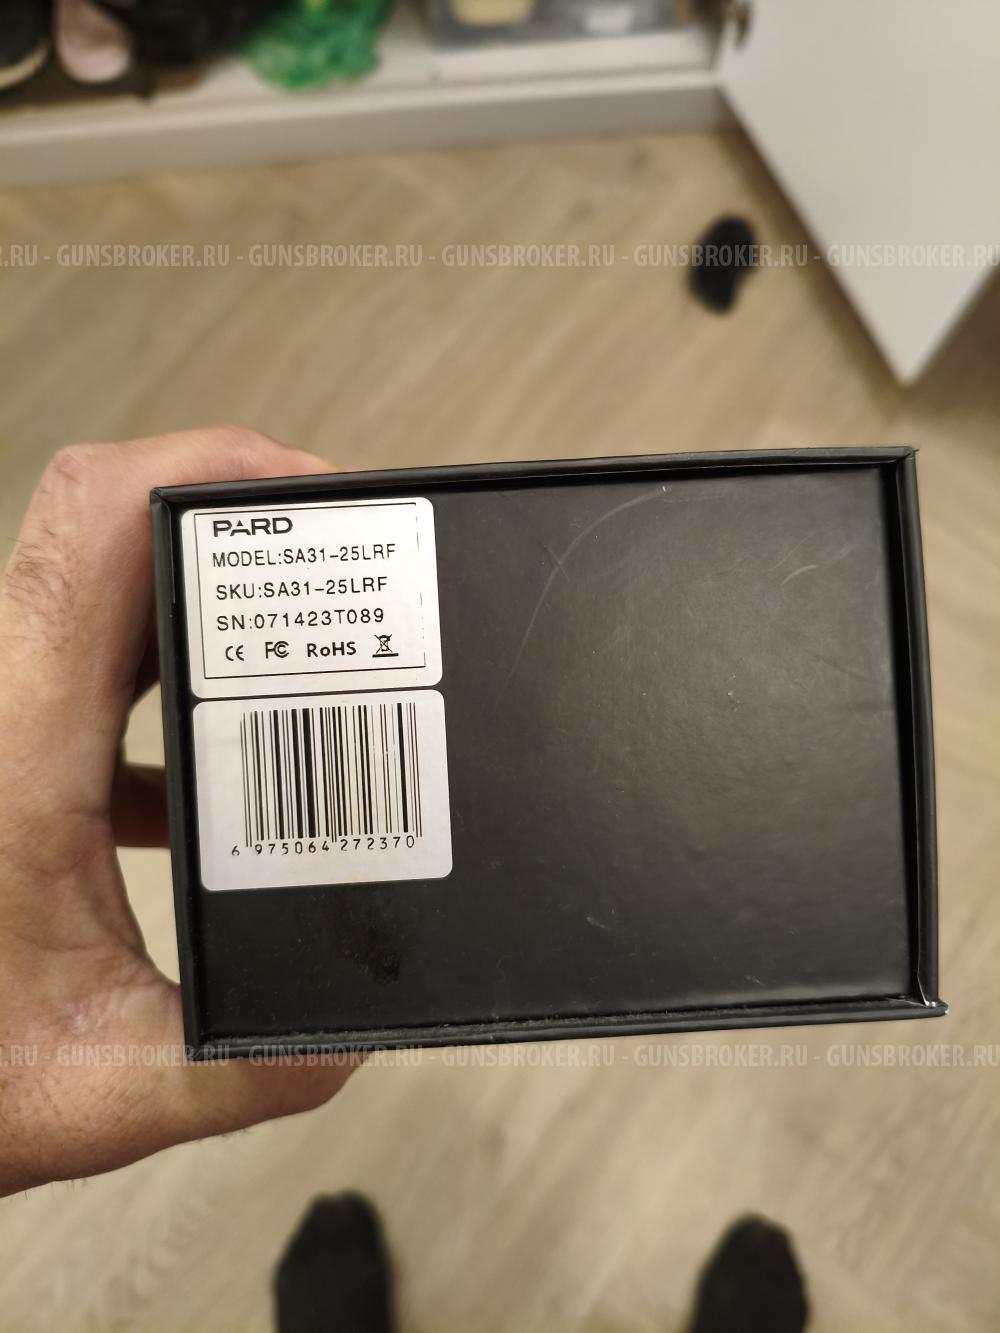 .RU - GUNSBROKER.RU - GUNSBROKER.RU - GUNSBROKER.RU - GUNSBROKER.RU - GUNSBROKER.RU
PARD
MODEL:SA31-25LRF
SKU:SA31-25LRF
SN:071423T089
CE FC RoHS
6 975064 272370
.RU - GUNSBROKER.RU - GUNSBROKER.RU - GUNSBROKER.RU - GUNSBROKER.RU - GUNSBROKER.RU